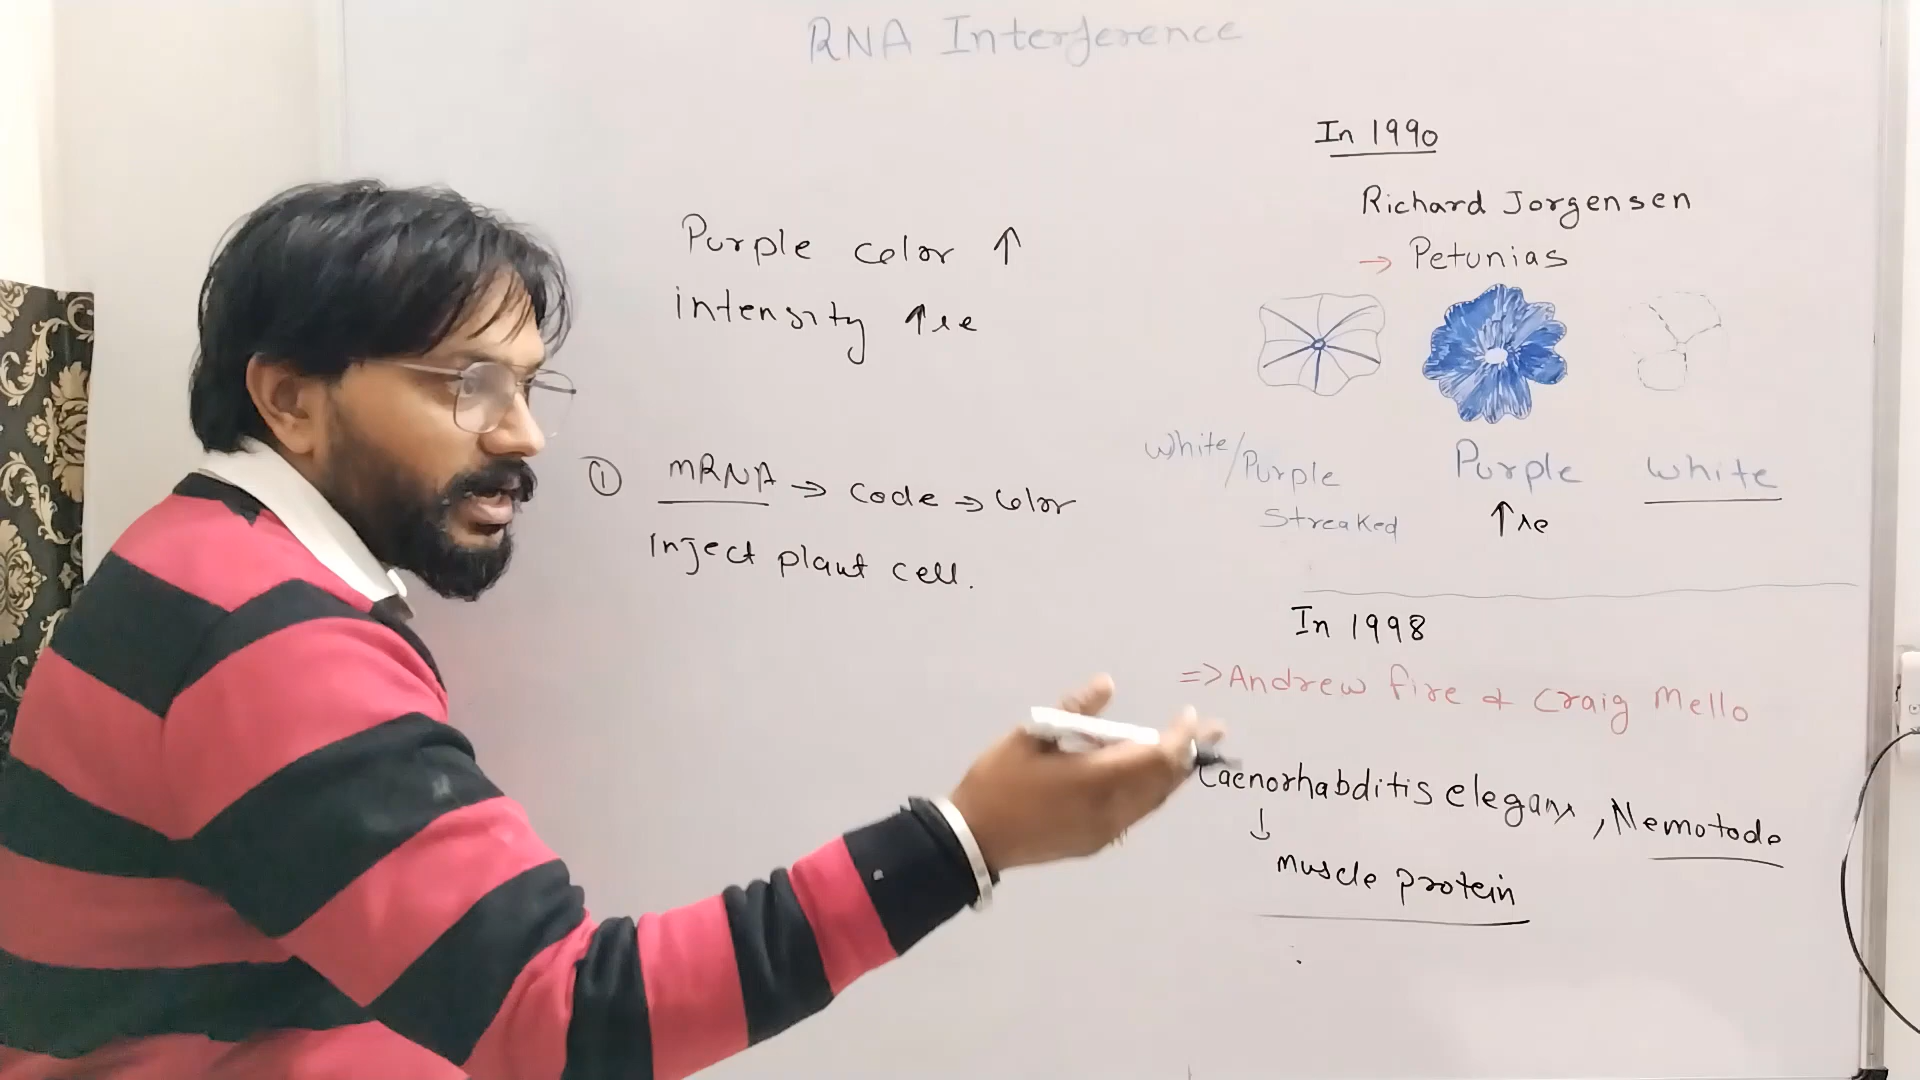 RNA Interference
Purple color ↑
intensity ↑se
① mRNA → Code → Color
Inject plant cell.
In 1990
Richard Jorgensen
→ Petunias
White/Purple
Streaked
Purple
↑se
White
In 1998
=> Andrew fire & Craig Mello
Caenorhabditis elegans, Nemotode
↓
muscle protein